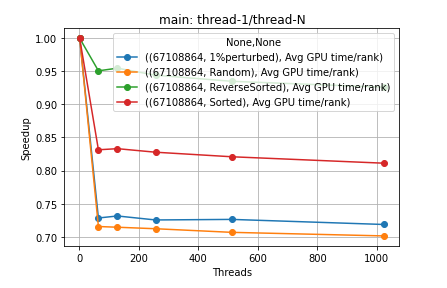 main: thread-1/thread-N
None,None
((67108864, 1%perturbed), Avg GPU time/rank)
((67108864, Random), Avg GPU time/rank)
((67108864, ReverseSorted), Avg GPU time/rank)
((67108864, Sorted), Avg GPU time/rank)
Speedup
1.00
0.95
0.90
0.85
0.80
0.75
0.70
0 200 400 600 800 1000
Threads